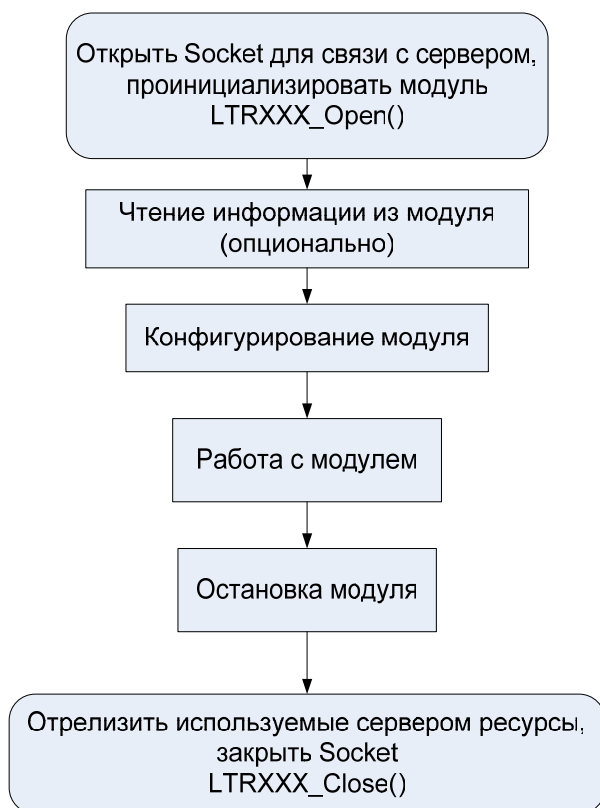 Открыть Socket для связи с сервером,
проинициализировать модуль
LTRXXX_Open()
Чтение информации из модуля
(опционально)
Конфигурирование модуля
Работа с модулем
Остановка модуля
Отрелизить используемые сервером ресурсы,
закрыть Socket
LTRXXX_Close()